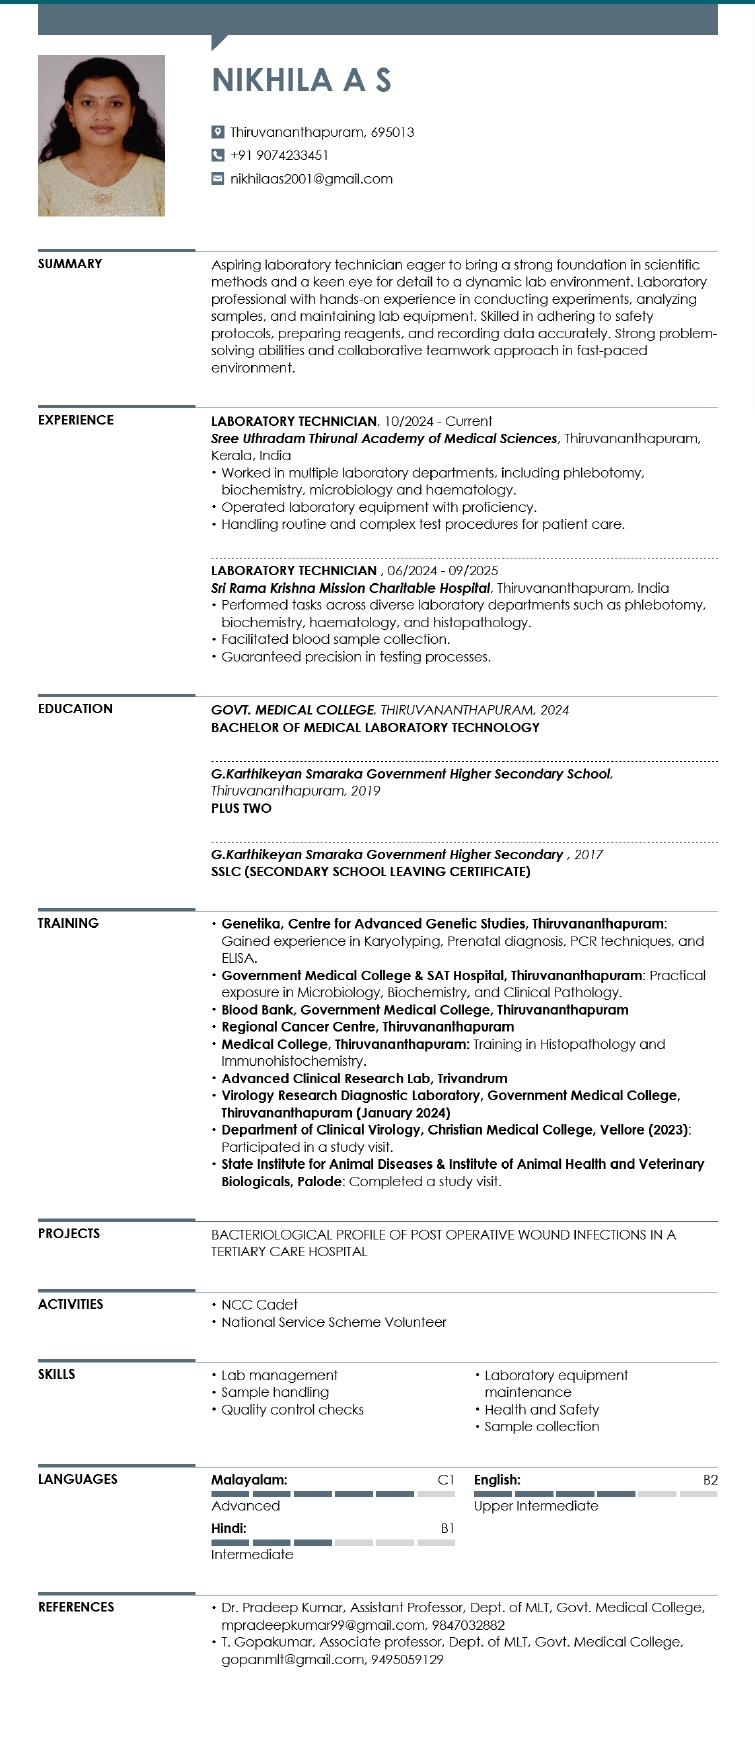 NIKHILA A S
Thiruvananthapuram, 695013
+91 9074233451
nikhilaas2001@gmail.com
SUMMARY
Aspiring laboratory technician eager to bring a strong foundation in scientific
methods and a keen eye for detail to a dynamic lab environment. Laboratory
professional with hands-on experience in conducting experiments, analyzing
samples, and maintaining lab equipment. Skilled in adhering to safety
protocols, preparing reagents, and recording data accurately. Strong problem-
solving abilities and collaborative teamwork approach in fast-paced
environment.
EXPERIENCE
LABORATORY TECHNICIAN, 10/2024 - Current
Sree Uthradam Thirunal Academy of Medical Sciences, Thiruvananthapuram,
Kerala, India
• Worked in multiple laboratory departments, including phlebotomy,
biochemistry, microbiology and haematology.
• Operated laboratory equipment with proficiency.
• Handling routine and complex test procedures for patient care.
LABORATORY TECHNICIAN , 06/2024 - 09/2025
Sri Rama Krishna Mission Charitable Hospital, Thiruvananthapuram, India
• Performed tasks across diverse laboratory departments such as phlebotomy,
biochemistry, haematology, and histopathology.
• Facilitated blood sample collection.
• Guaranteed precision in testing processes.
EDUCATION
GOVT. MEDICAL COLLEGE, THIRUVANANTHAPURAM, 2024
BACHELOR OF MEDICAL LABORATORY TECHNOLOGY
G.Karthikeyan Smaraka Government Higher Secondary School,
Thiruvananthapuram, 2019
PLUS TWO
G.Karthikeyan Smaraka Government Higher Secondary , 2017
SSLC (SECONDARY SCHOOL LEAVING CERTIFICATE)
TRAINING
• Genetika, Centre for Advanced Genetic Studies, Thiruvananthapuram:
Gained experience in Karyotyping, Prenatal diagnosis, PCR techniques, and
ELISA.
• Government Medical College & SAT Hospital, Thiruvananthapuram: Practical
exposure in Microbiology, Biochemistry, and Clinical Pathology.
• Blood Bank, Government Medical College, Thiruvananthapuram
• Regional Cancer Centre, Thiruvananthapuram
• Medical College, Thiruvananthapuram: Training in Histopathology and
Immunohistochemistry.
• Advanced Clinical Research Lab, Trivandrum
• Virology Research Diagnostic Laboratory, Government Medical College,
Thiruvananthapuram (January 2024)
• Department of Clinical Virology, Christian Medical College, Vellore (2023):
Participated in a study visit.
• State Institute for Animal Diseases & Institute of Animal Health and Veterinary
Biologicals, Palode: Completed a study visit.
PROJECTS
BACTERIOLOGICAL PROFILE OF POST OPERATIVE WOUND INFECTIONS IN A
TERTIARY CARE HOSPITAL
ACTIVITIES
• NCC Cadet
• National Service Scheme Volunteer
SKILLS
• Lab management
• Sample handling
• Quality control checks
• Laboratory equipment
maintenance
• Health and Safety
• Sample collection
LANGUAGES
Malayalam: C1
Advanced
English: B2
Upper Intermediate
Hindi: B1
Intermediate
REFERENCES
• Dr. Pradeep Kumar, Assistant Professor, Dept. of MLT, Govt. Medical College,
mpradeepkumar99@gmail.com, 9847032882
• T. Gopakumar, Associate professor, Dept. of MLT, Govt. Medical College,
gopanmlt@gmail.com, 9495059129